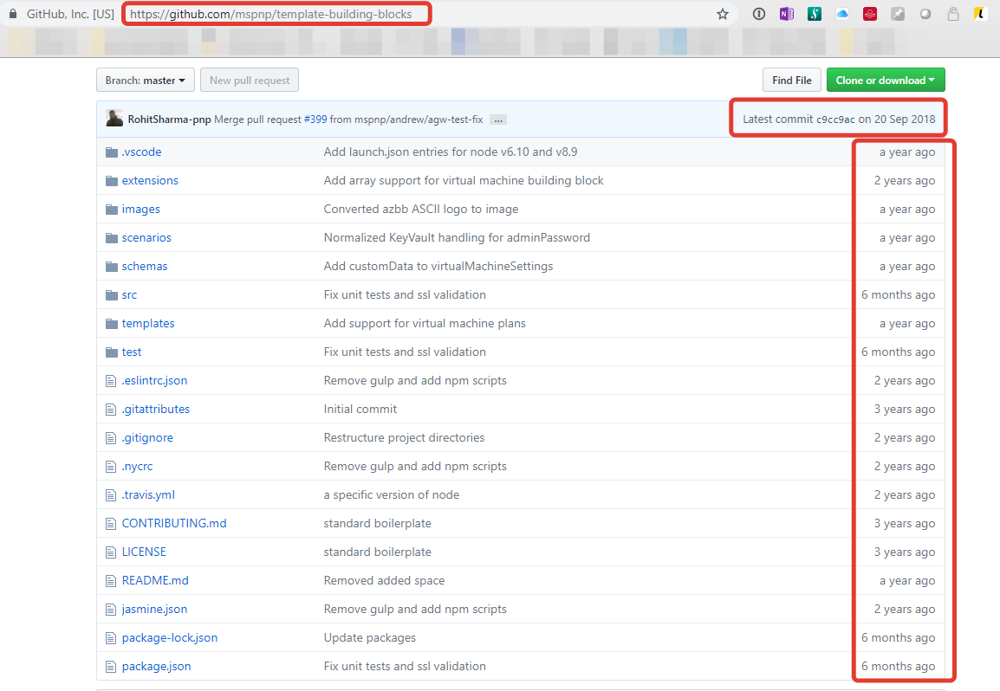 GitHub, Inc. [US] https://github.com/mspnp/template-building-blocks
Branch: master New pull request Find File Clone or download
RohitSharma-pnp Merge pull request #399 from mspnp/andrew/agw-test-fix ... Latest commit c9cc9ac on 20 Sep 2018
.vscode Add launch.json entries for node v6.10 and v8.9 a year ago
extensions Add array support for virtual machine building block 2 years ago
images Converted azbb ASCII logo to image a year ago
scenarios Normalized KeyVault handling for adminPassword a year ago
schemas Add customData to virtualMachineSettings a year ago
src Fix unit tests and ssl validation 6 months ago
templates Add support for virtual machine plans a year ago
test Fix unit tests and ssl validation 6 months ago
.eslintrc.json Remove gulp and add npm scripts 2 years ago
.gitattributes Initial commit 3 years ago
.gitignore Restructure project directories 2 years ago
.nycrc Remove gulp and add npm scripts 2 years ago
.travis.yml a specific version of node 2 years ago
CONTRIBUTING.md standard boilerplate 3 years ago
LICENSE standard boilerplate 3 years ago
README.md Removed added space a year ago
jasmine.json Remove gulp and add npm scripts 2 years ago
package-lock.json Update packages 6 months ago
package.json Fix unit tests and ssl validation 6 months ago